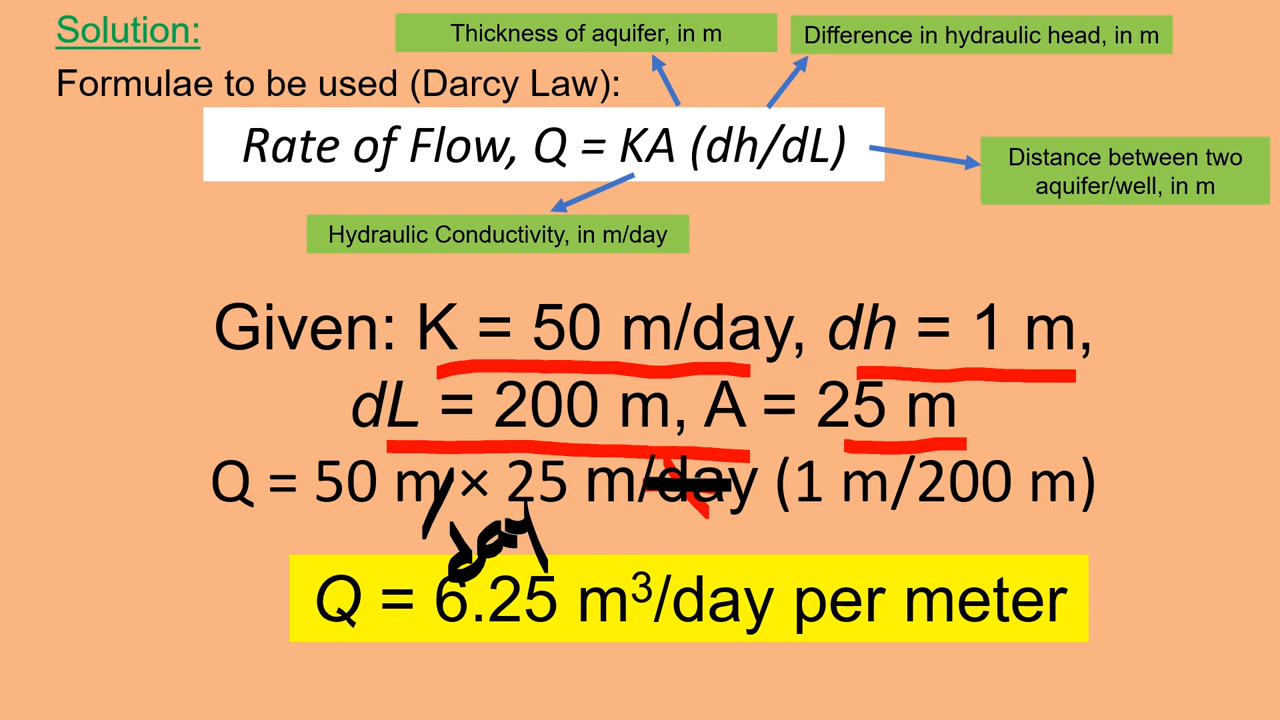 Solution:
Thickness of aquifer, in m
Difference in hydraulic head, in m
Formulae to be used (Darcy Law):
Rate of Flow, Q = KA (dh/dL)
Distance between two
aquifer/well, in m
Hydraulic Conductivity, in m/day
Given: K = 50 m/day, dh = 1 m,
dL = 200 m, A = 25 m
Q = 50 m/ × 25 m/day (1 m/200 m)
day
Q = 6.25 m³/day per meter